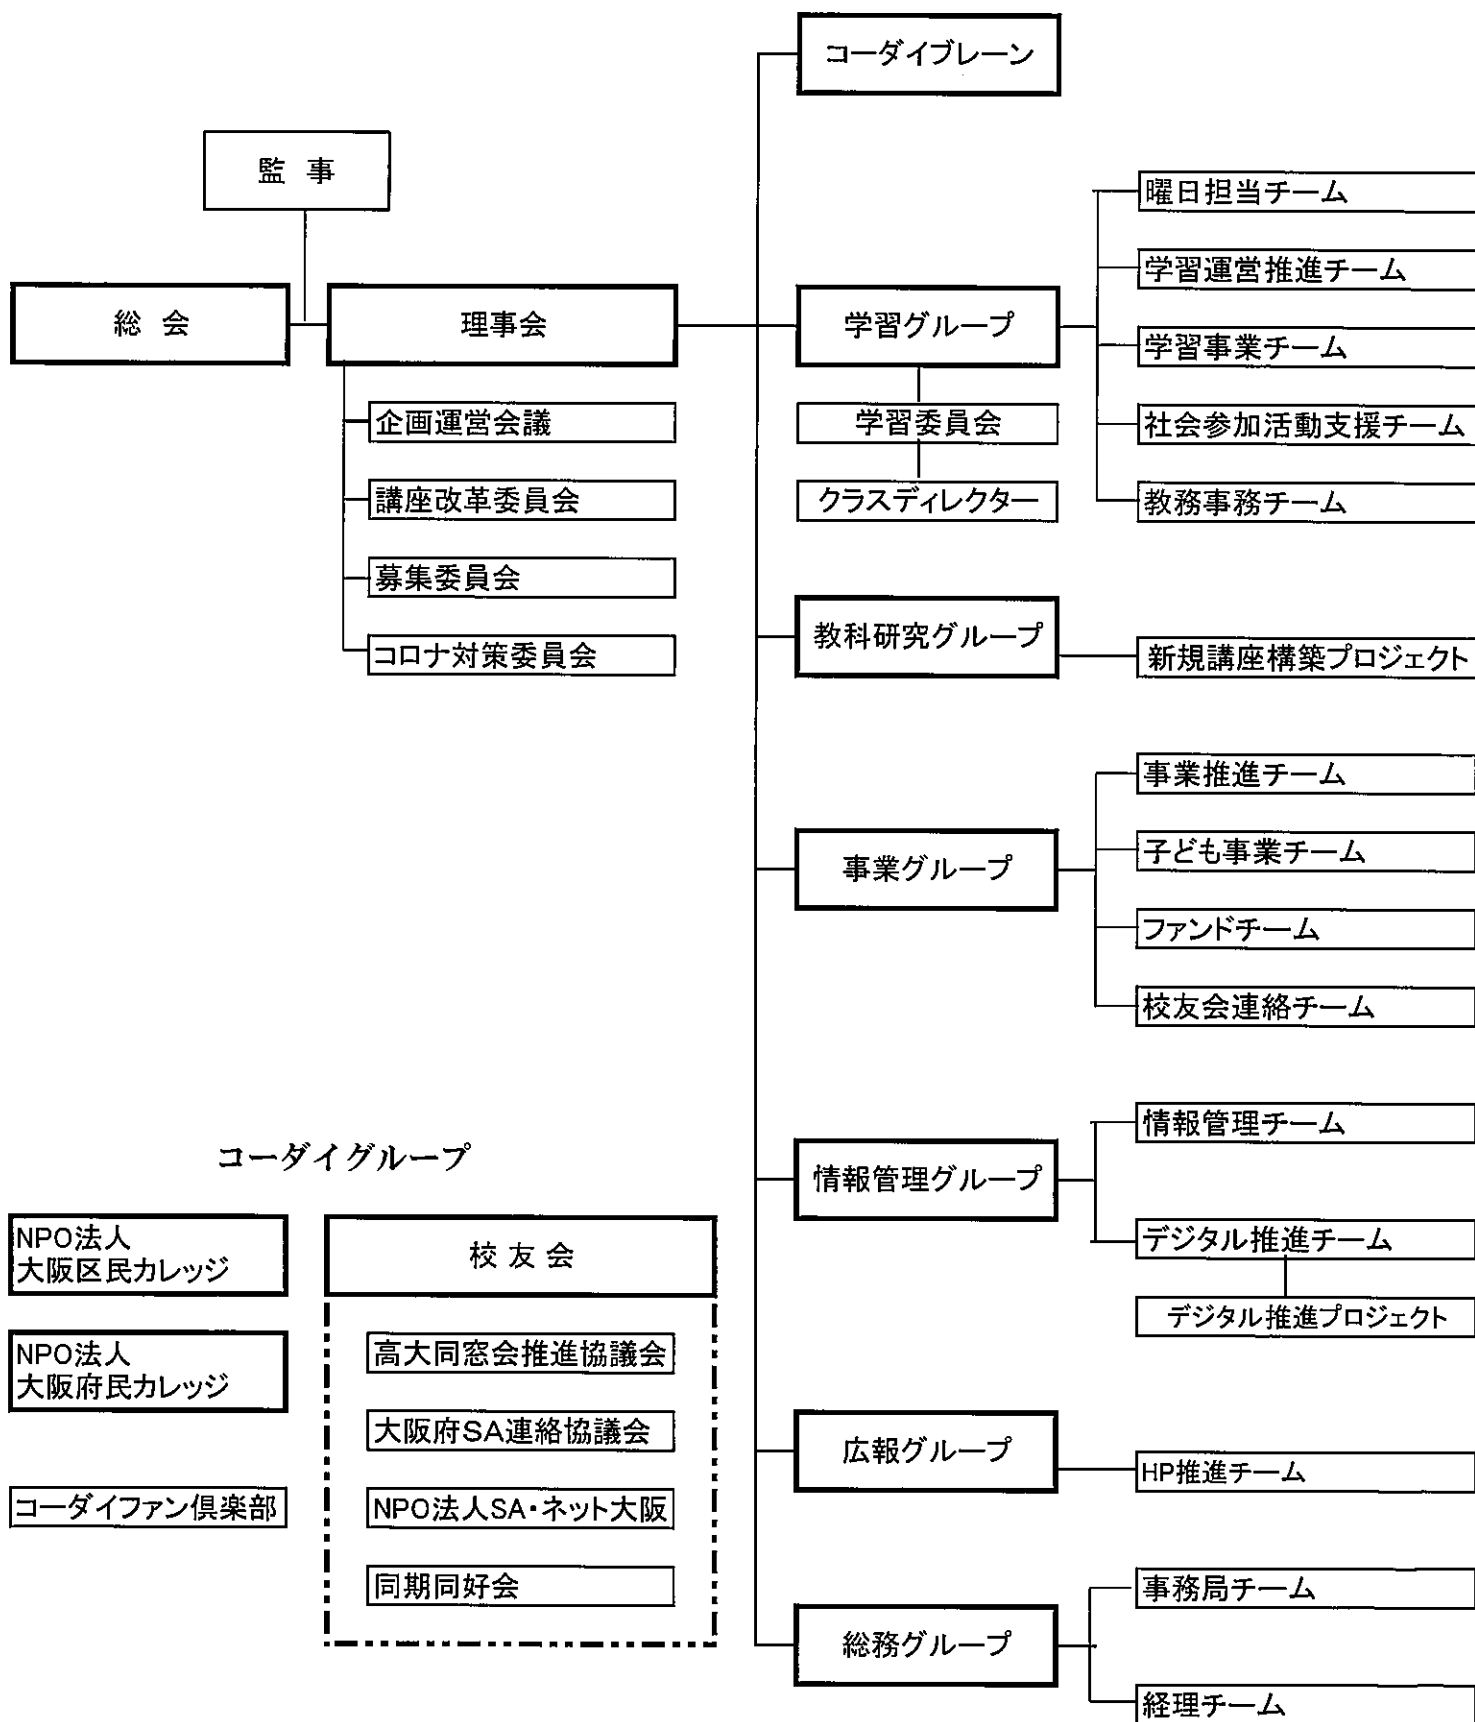 コーダイブレーン
監 事
総 会
理事会
企画運営会議
講座改革委員会
募集委員会
コロナ対策委員会
学習グループ
学習委員会
クラスディレクター
曜日担当チーム
学習運営推進チーム
学習事業チーム
社会参加活動支援チーム
教務事務チーム
教科研究グループ
新規講座構築プロジェクト
事業グループ
事業推進チーム
子ども事業チーム
ファンドチーム
校友会連絡チーム
情報管理グループ
情報管理チーム
デジタル推進チーム
デジタル推進プロジェクト
広報グループ
HP推進チーム
総務グループ
事務局チーム
経理チーム
コーダイグループ
NPO法人
大阪区民カレッジ
NPO法人
大阪府民カレッジ
コーダイファン倶楽部
校 友 会
高大同窓会推進協議会
大阪府SA連絡協議会
NPO法人SA・ネット大阪
同期同好会